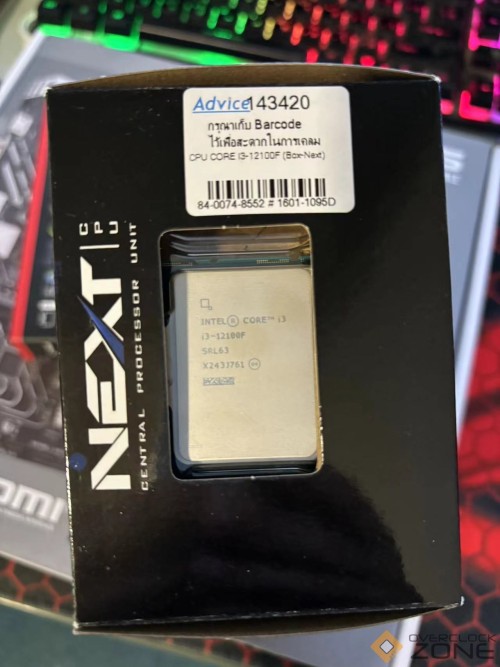 Advice 143420
กรุณาเก็บ Barcode
ไว้เพื่อสะดวกในการเคลม
CPU CORE i3-12100F (Box-Next)
84-0074-8552 # 1601-1095D
NEXT CPU
CENTRAL PROCESSOR UNIT
INTEL® CORE™ i3
i3-12100F
SRL63
X243J761
OVERCLOCK
ZONE